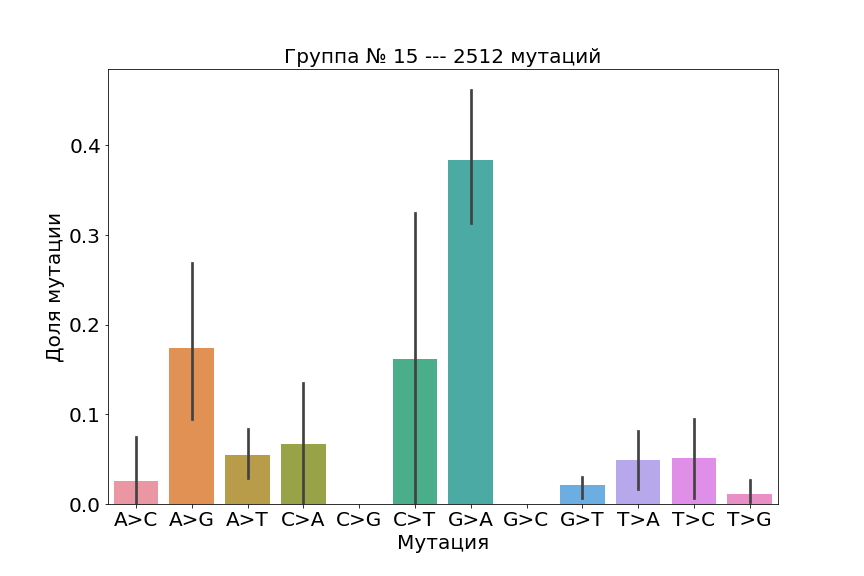 Группа № 15 --- 2512 мутаций
Доля мутации
0.4
0.3
0.2
0.1
0.0
A>C A>G A>T C>A C>G C>T G>A G>C G>T T>A T>C T>G
Мутация